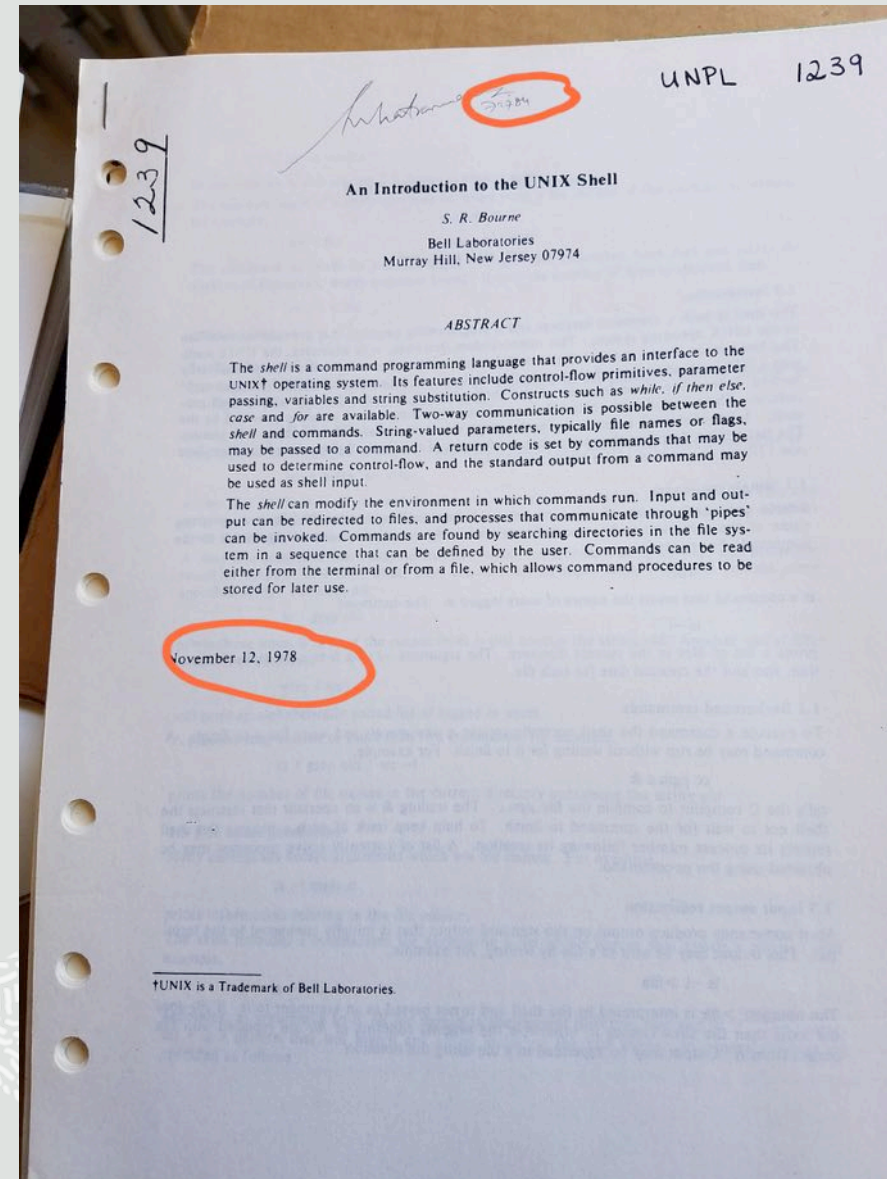 UNPL 1239
1239
An Introduction to the UNIX Shell
S. R. Bourne
Bell Laboratories
Murray Hill, New Jersey 07974
ABSTRACT
The shell is a command programming language that provides an interface to the
UNIX† operating system. Its features include control-flow primitives, parameter
passing, variables and string substitution. Constructs such as while, if then else,
case and for are available. Two-way communication is possible between the
shell and commands. String-valued parameters, typically file names or flags,
may be passed to a command. A return code is set by commands that may be
used to determine control-flow, and the standard output from a command may
be used as shell input.
The shell can modify the environment in which commands run. Input and out-
put can be redirected to files, and processes that communicate through ‘pipes’
can be invoked. Commands are found by searching directories in the file sys-
tem in a sequence that can be defined by the user. Commands can be read
either from the terminal or from a file, which allows command procedures to be
stored for later use.
November 12, 1978
†UNIX is a Trademark of Bell Laboratories.